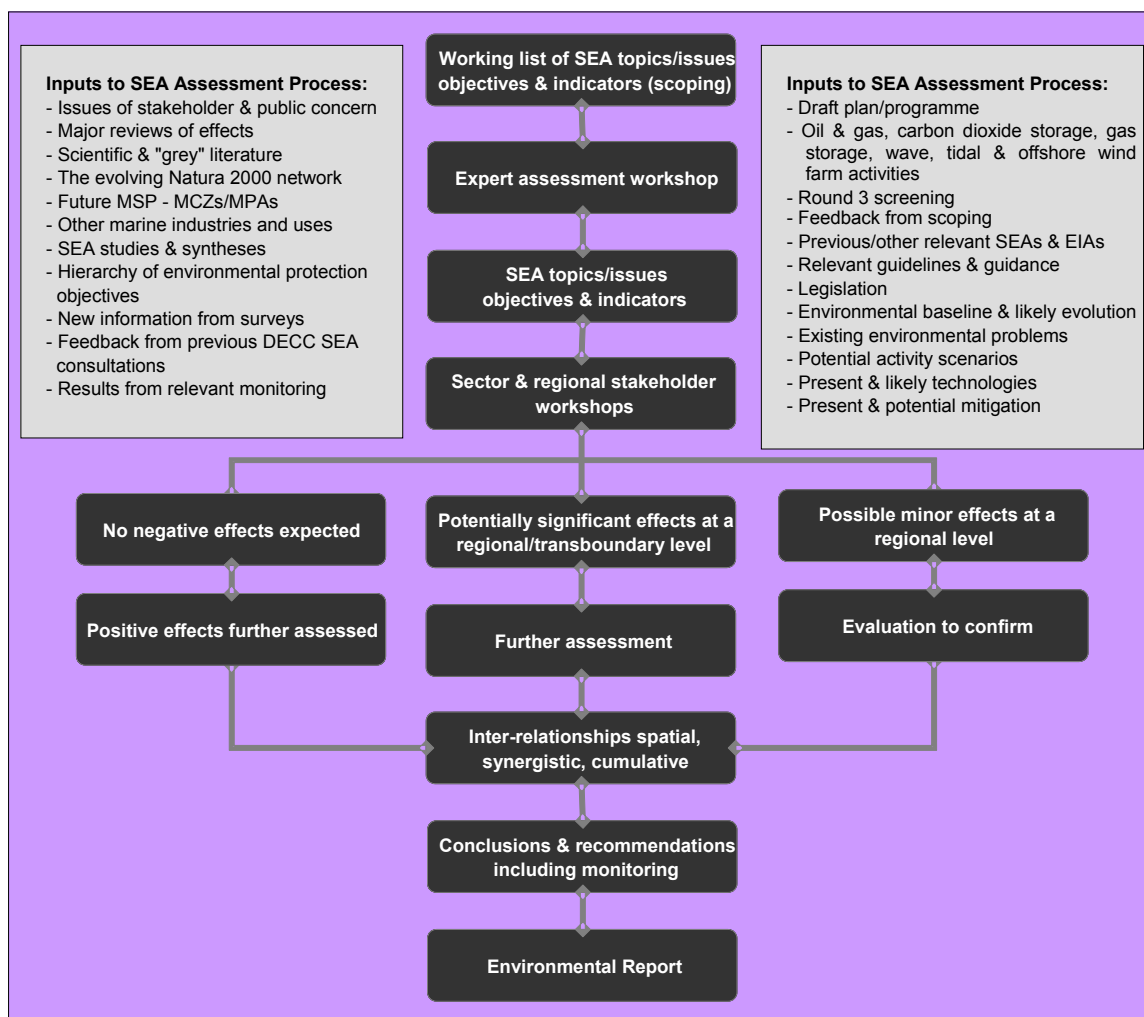 Inputs to SEA Assessment Process:
- Issues of stakeholder & public concern
- Major reviews of effects
- Scientific & "grey" literature
- The evolving Natura 2000 network
- Future MSP - MCZs/MPAs
- Other marine industries and uses
- SEA studies & syntheses
- Hierarchy of environmental protection
objectives
- New information from surveys
- Feedback from previous DECC SEA
consultations
- Results from relevant monitoring
Working list of SEA topics/issues
objectives & indicators (scoping)
Expert assessment workshop
SEA topics/issues
objectives & indicators
Sector & regional stakeholder
workshops
Inputs to SEA Assessment Process:
- Draft plan/programme
- Oil & gas, carbon dioxide storage, gas
storage, wave, tidal & offshore wind
farm activities
- Round 3 screening
- Feedback from scoping
- Previous/other relevant SEAs & EIAs
- Relevant guidelines & guidance
- Legislation
- Environmental baseline & likely evolution
- Existing environmental problems
- Potential activity scenarios
- Present & likely technologies
- Present & potential mitigation
No negative effects expected
Potentially significant effects at a
regional/transboundary level
Possible minor effects at a
regional level
Positive effects further assessed
Further assessment
Evaluation to confirm
Inter-relationships spatial,
synergistic, cumulative
Conclusions & recommendations
including monitoring
Environmental Report